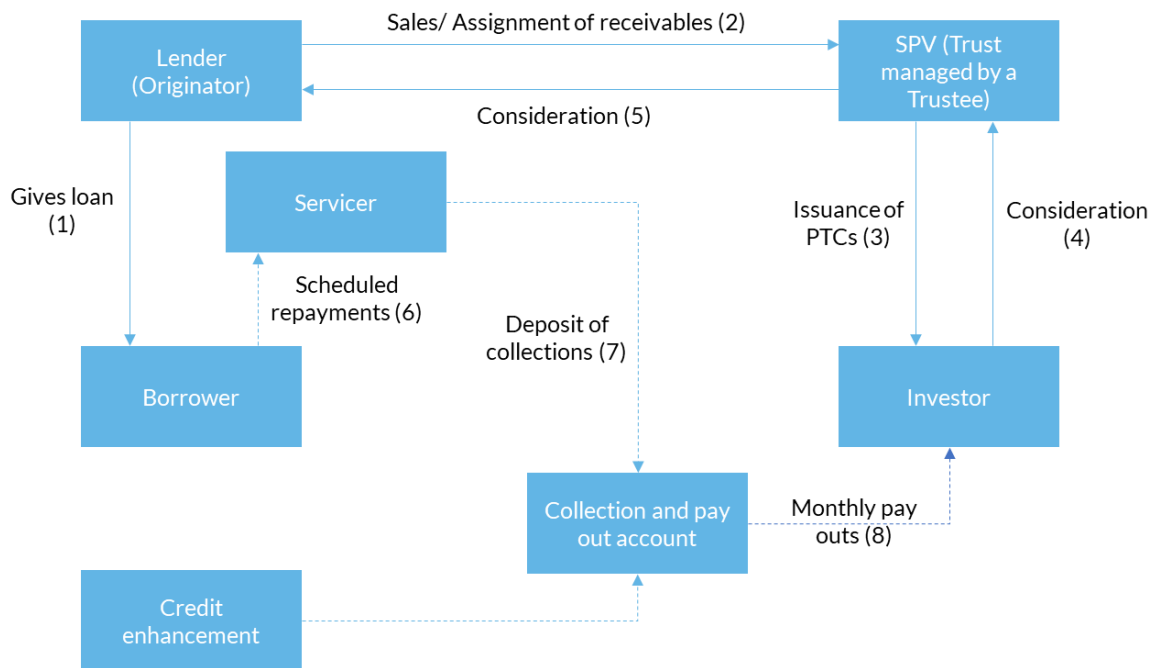 Sales/ Assignment of receivables (2)
Lender
(Originator)
SPV (Trust
managed by a
Trustee)
Consideration (5)
Gives loan
(1)
Servicer
Issuance of
PTCs (3)
Consideration
(4)
Scheduled
repayments (6)
Deposit of
collections (7)
Borrower
Investor
Collection and pay
out account
Monthly pay
outs (8)
Credit
enhancement